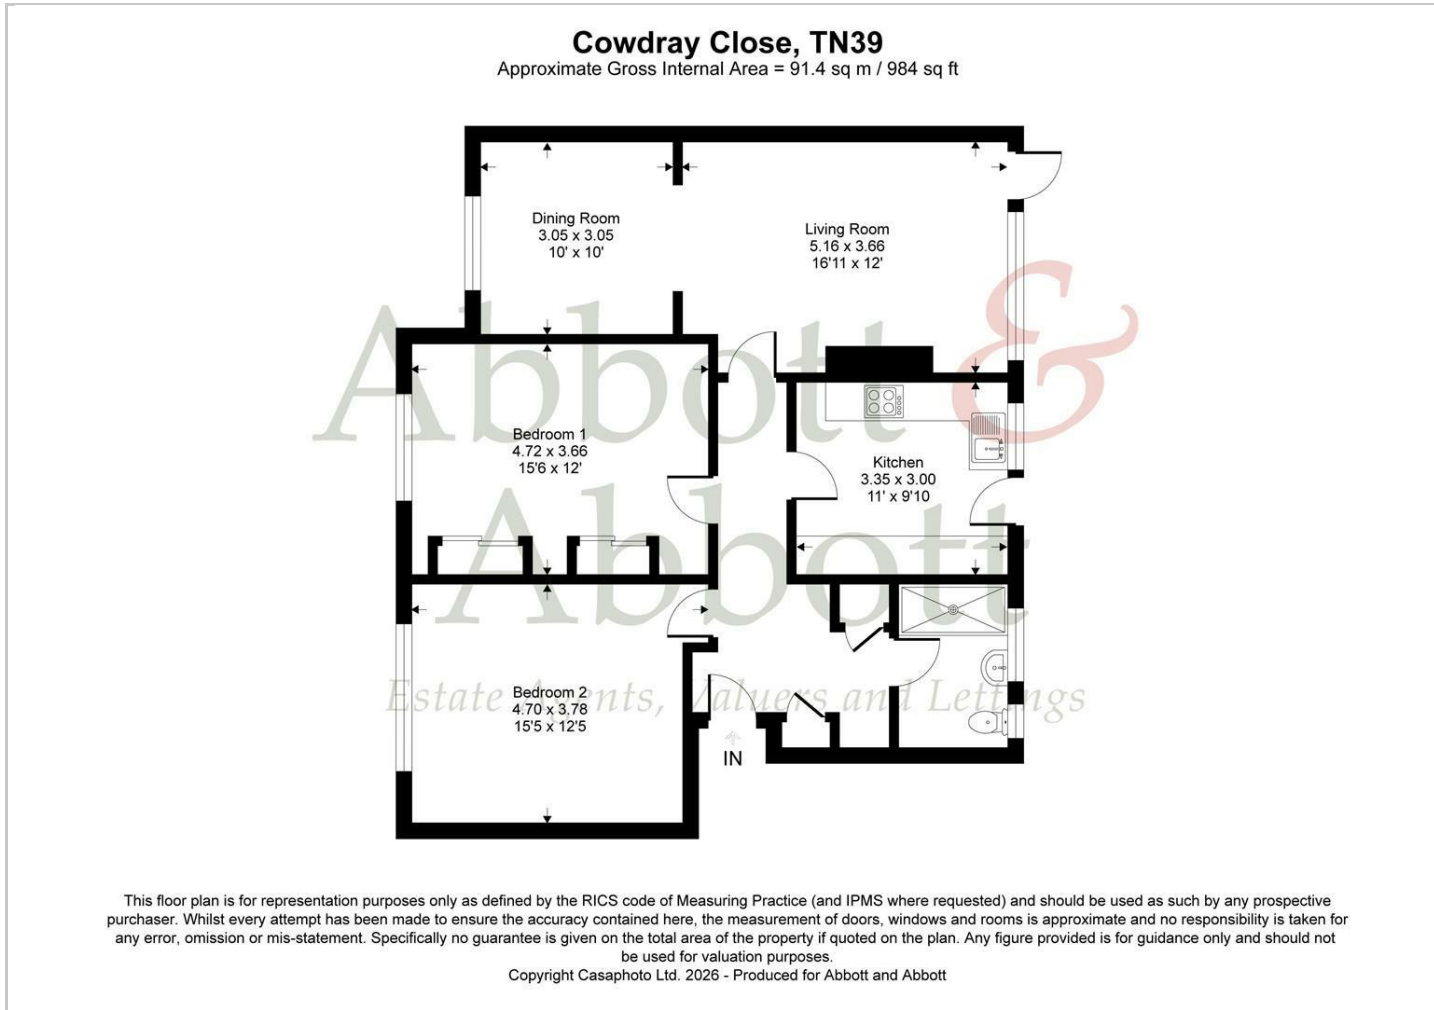 Cowdray Close, TN39
Approximate Gross Internal Area = 91.4 sq m / 984 sq ft
Dining Room
3.05 x 3.05
10' x 10'
Living Room
5.16 x 3.66
16'11 x 12'
Abbott &
Bedroom 1
4.72 x 3.66
15'6 x 12'
Kitchen
3.35 x 3.00
11' x 9'10
Abbott
Estate Agents, Valuers and Lettings
Bedroom 2
4.70 x 3.78
15'5 x 12'5
IN
This floor plan is for representation purposes only as defined by the RICS code of Measuring Practice (and IPMS where requested) and should be used as such by any prospective
purchaser. Whilst every attempt has been made to ensure the accuracy contained here, the measurement of doors, windows and rooms is approximate and no responsibility is taken for
any error, omission or mis-statement. Specifically no guarantee is given on the total area of the property if quoted on the plan. Any figure provided is for guidance only and should not
be used for valuation purposes.
Copyright Casaphoto Ltd. 2026 - Produced for Abbott and Abbott